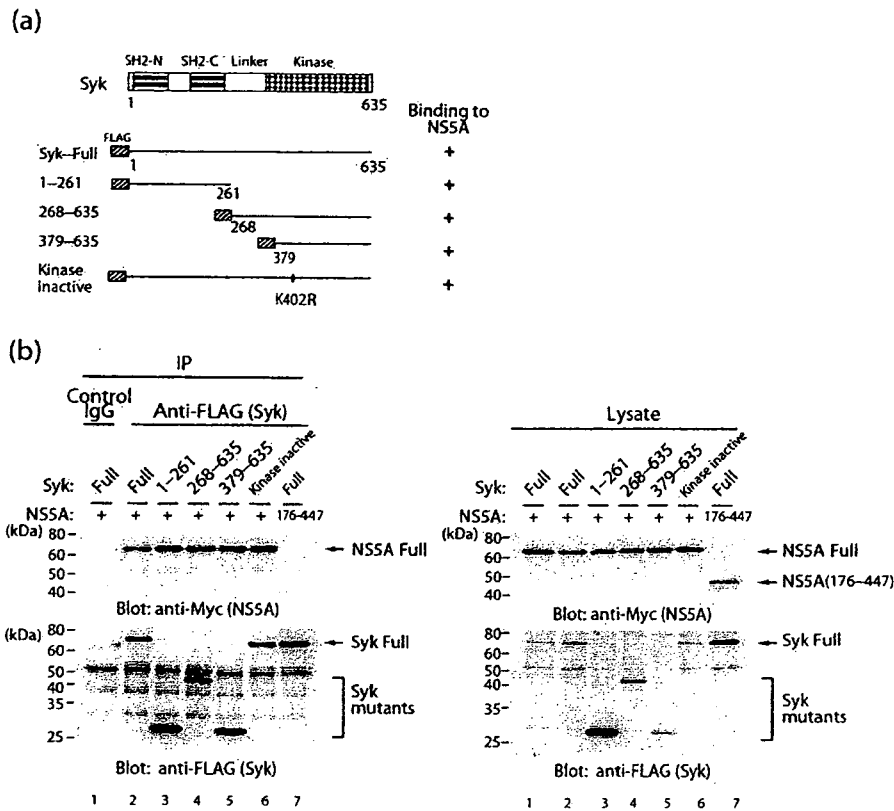 (a)
SH2-N SH2-C Linker Kinase
Syk
1 635
Binding to
NS5A
FLAG
Syk–Full 1 635 +
1–261 261 +
268–635 268 +
379–635 379 +
Kinase
inactive +
K402R
(b)
IP
Control
IgG Anti-FLAG (Syk)
Syk: Full Full 1–261 268–635 379–635 Kinase inactive Full
NS5A: + + + + + + 176-447
(kDa)
80
60
50
40
NS5A Full
Blot: anti-Myc (NS5A)
(kDa)
80
60
50
40
35
25
Syk Full
Syk
mutants
Blot: anti-FLAG (Syk)
1 2 3 4 5 6 7
Lysate
Syk: Full Full 1–261 268–635 379–635 Kinase inactive Full
NS5A: + + + + + + 176-447
(kDa)
80
60
50
40
NS5A Full
NS5A(176–447)
Blot: anti-Myc (NS5A)
80
60
50
40
35
25
Syk Full
Syk
mutants
Blot: anti-FLAG (Syk)
1 2 3 4 5 6 7